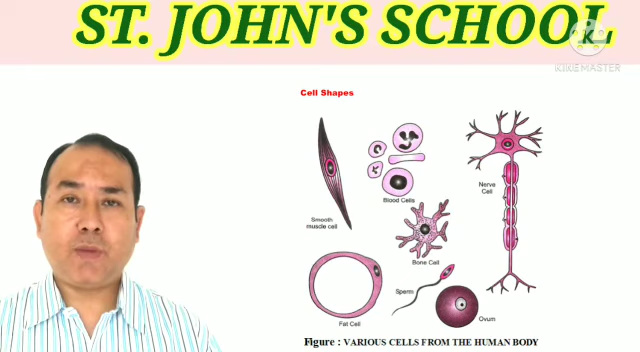 ST. JOHN'S SCHOOL
KINEMASTER
Cell Shapes
Smooth
muscle cell
Blood Cells
Nerve
Cell
Bone Cell
Fat Cell
Sperm
Ovum
Figure : VARIOUS CELLS FROM THE HUMAN BODY